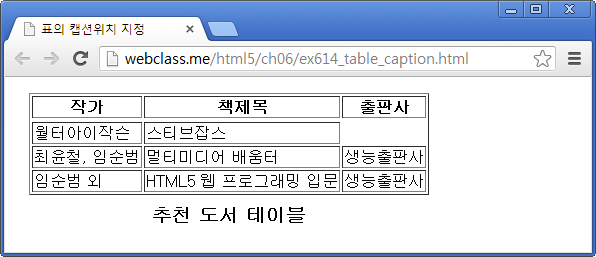 표의 캡션위치 지정
webclass.me/html5/ch06/ex614_table_caption.html
작가 책제목 출판사
월터아이작슨 스티브잡스
최윤철, 임순범 멀티미디어 배움터 생능출판사
임순범 외 HTML5 웹 프로그래밍 입문 생능출판사
추천 도서 테이블